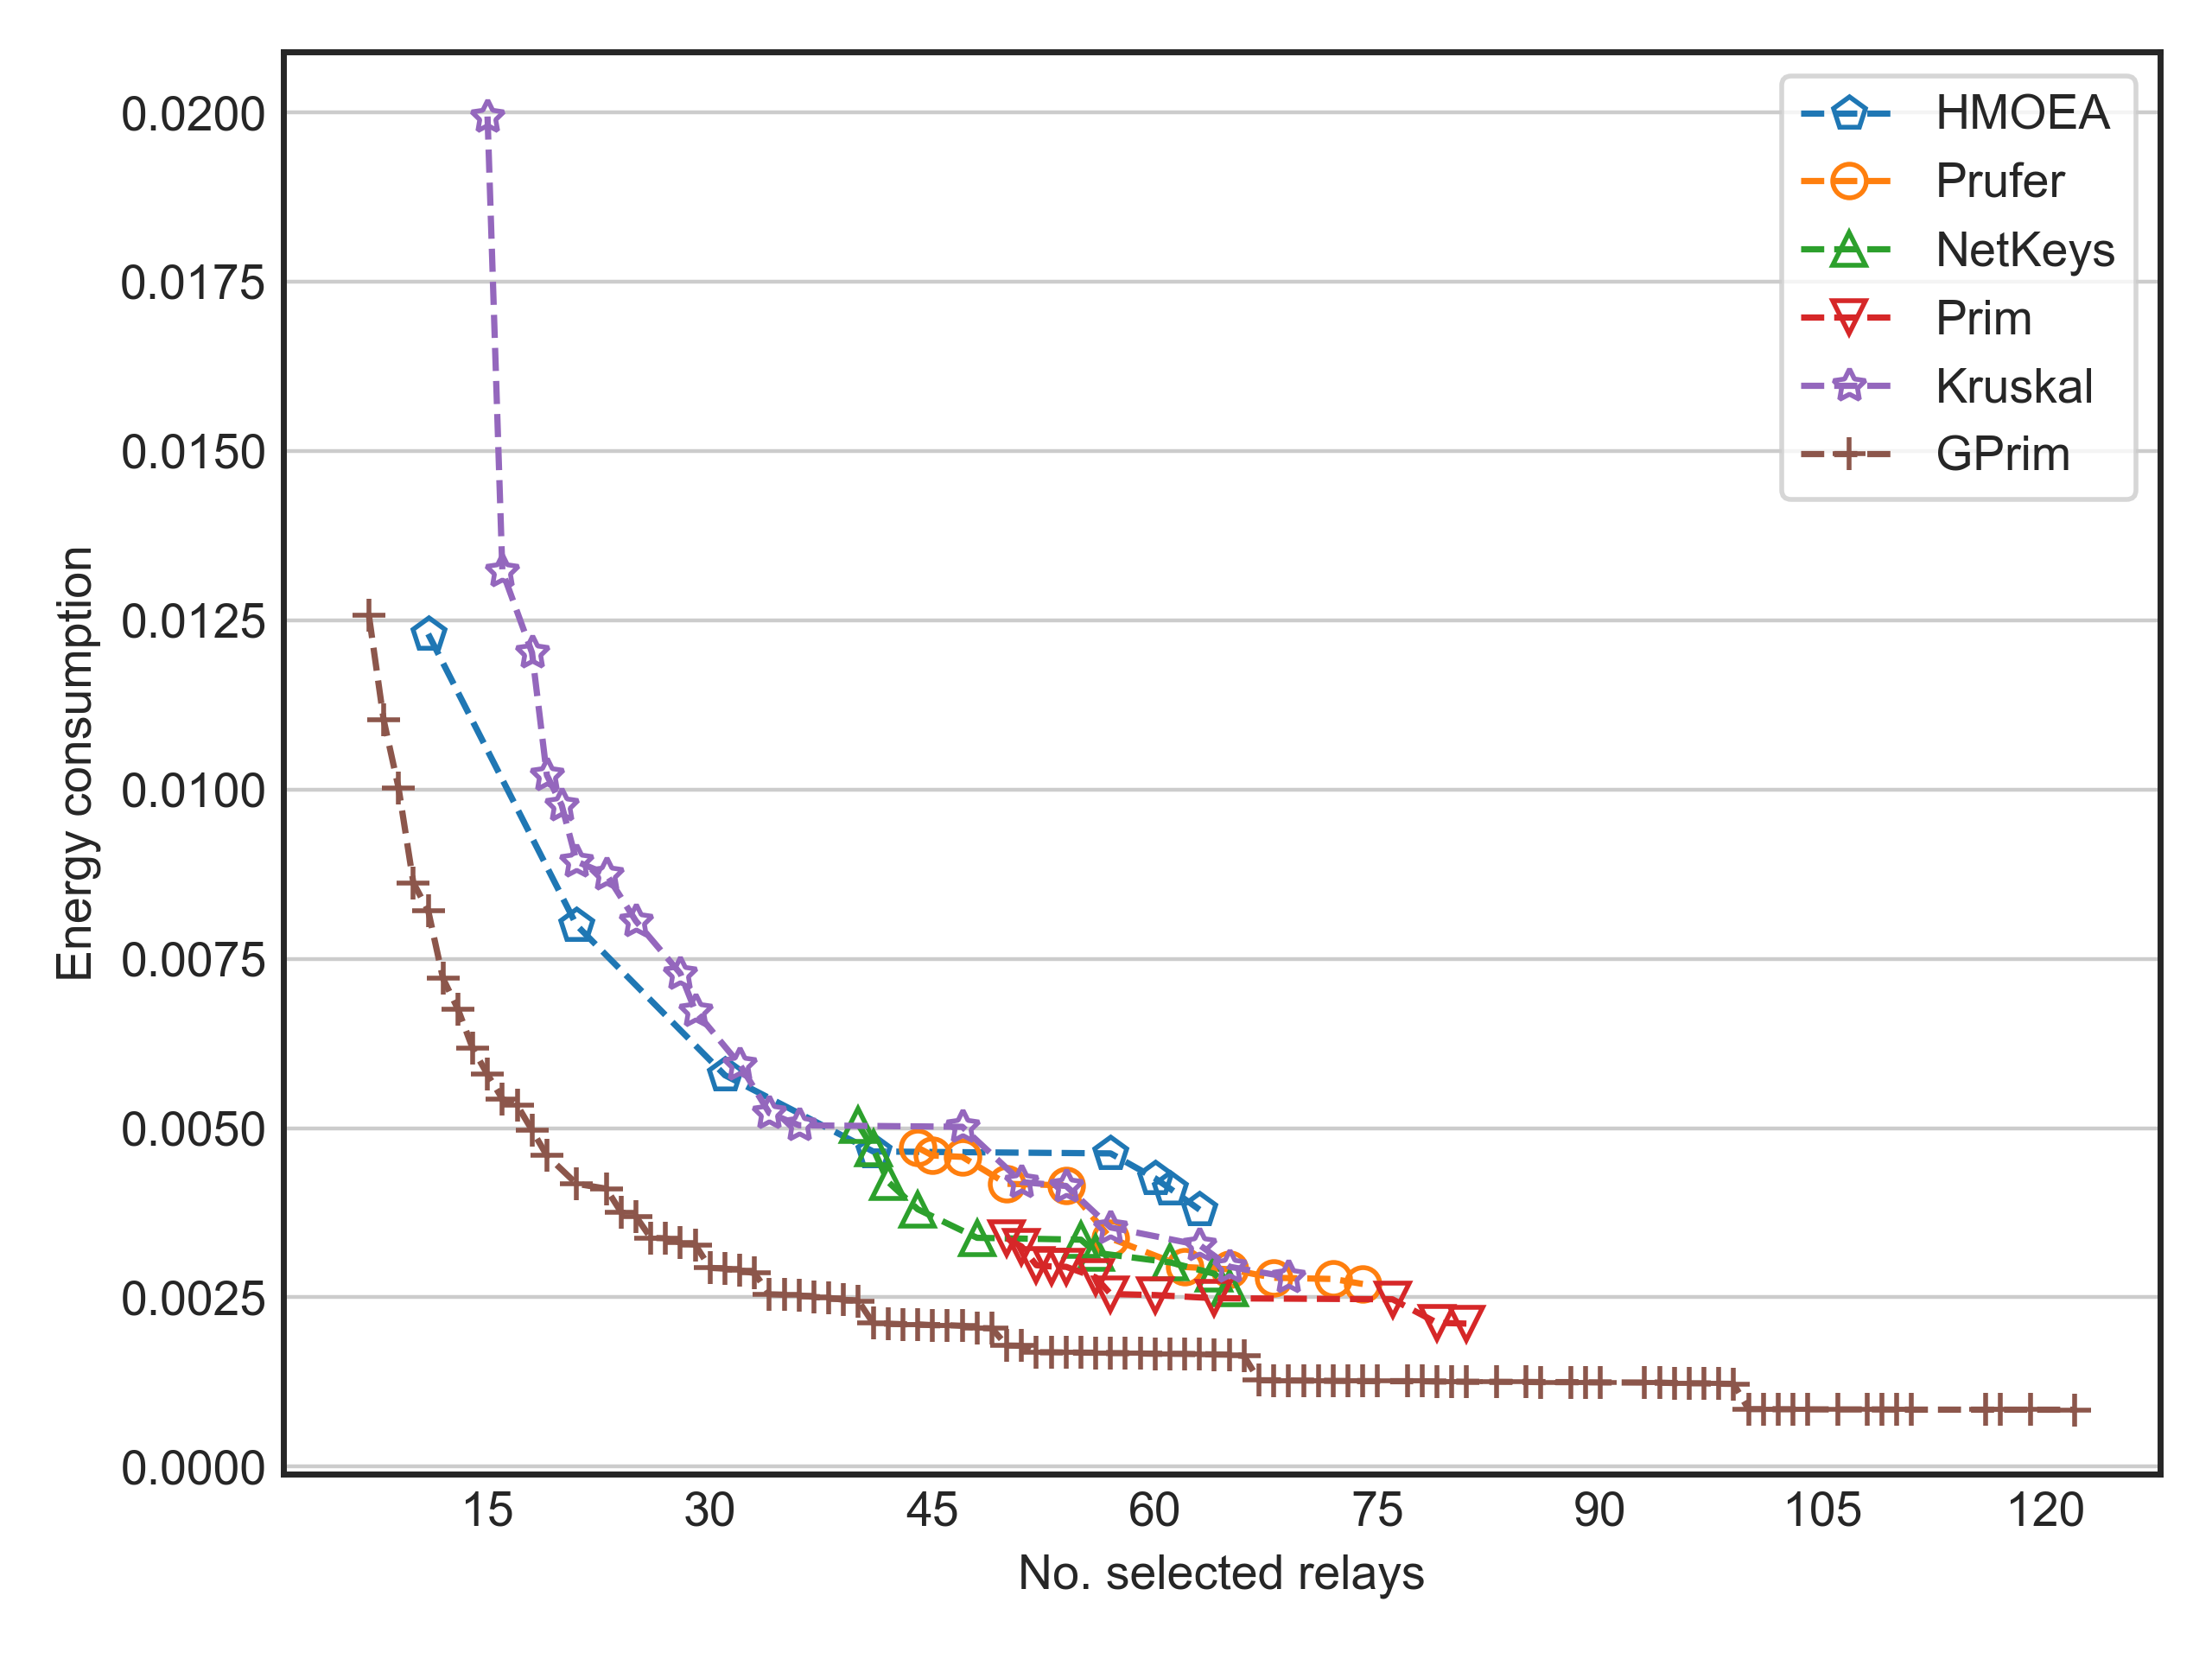 0.0200
0.0175
0.0150
0.0125
0.0100
0.0075
0.0050
0.0025
0.0000
Energy consumption
15 30 45 60 75 90 105 120
No. selected relays
HMOEA
Prufer
NetKeys
Prim
Kruskal
GPrim